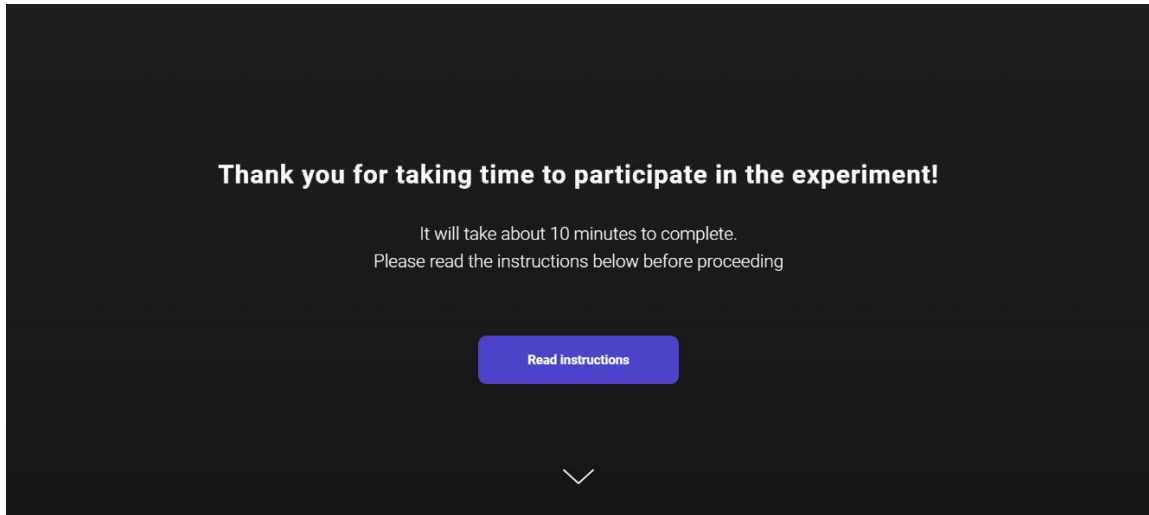 Thank you for taking time to participate in the experiment!
It will take about 10 minutes to complete.
Please read the instructions below before proceeding
Read instructions